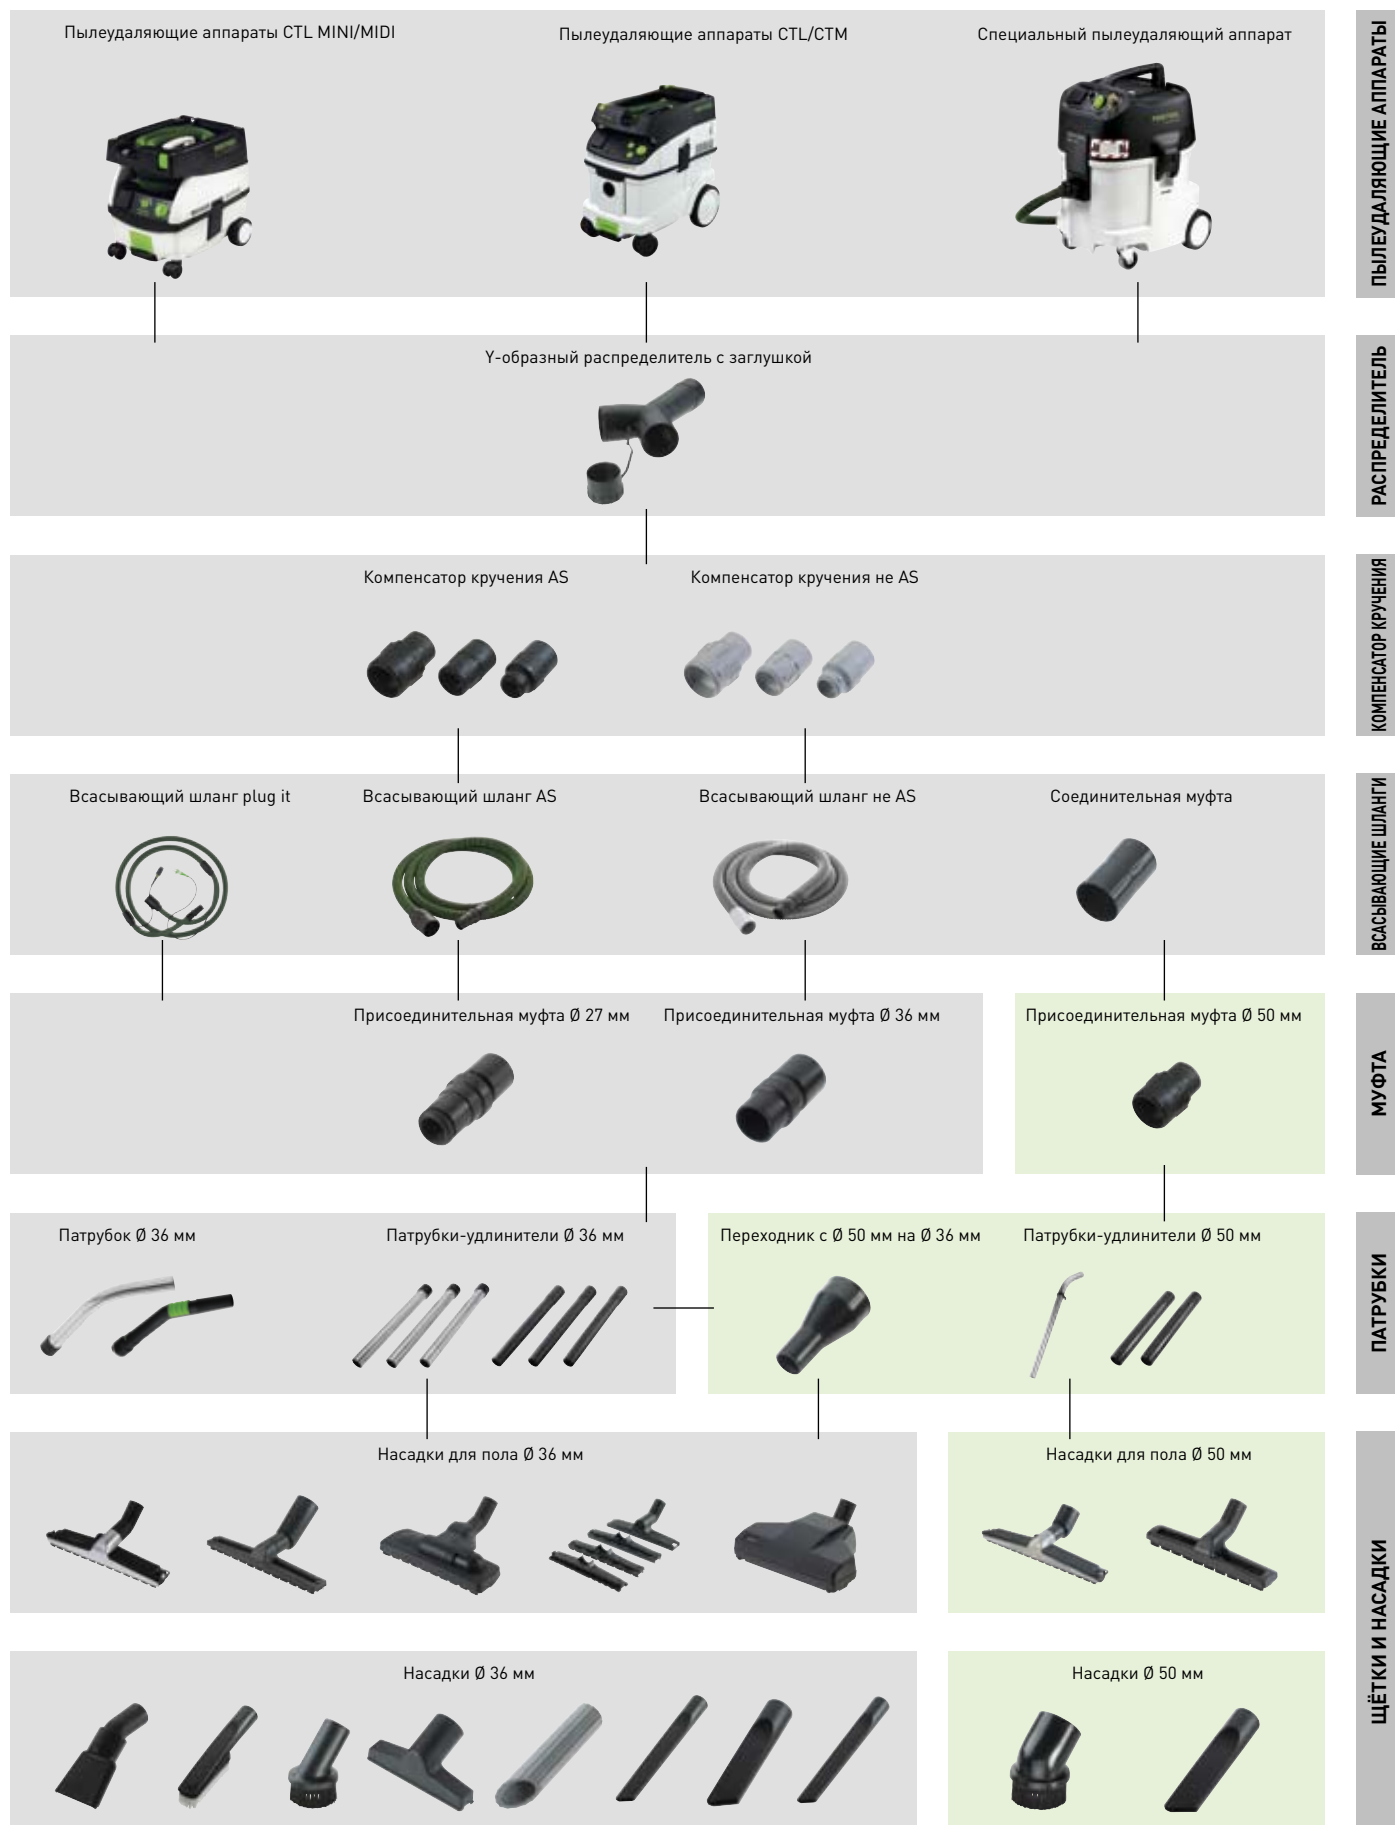 Пылеудаляющие аппараты CTL MINI/MIDI
Пылеудаляющие аппараты CTL/CTM
Специальный пылеудаляющий аппарат
ПЫЛЕУДАЛЯЮЩИЕ АППАРАТЫ
Y-образный распределитель с заглушкой
РАСПРЕДЕЛИТЕЛЬ
Компенсатор кручения AS
Компенсатор кручения не AS
КОМПЕНСАТОР КРУЧЕНИЯ
Всасывающий шланг plug it
Всасывающий шланг AS
Всасывающий шланг не AS
Соединительная муфта
ВСАСЫВАЮЩИЕ ШЛАНГИ
Присоединительная муфта Ø 27 мм
Присоединительная муфта Ø 36 мм
Присоединительная муфта Ø 50 мм
МУФТА
Патрубок Ø 36 мм
Патрубки-удлинители Ø 36 мм
Переходник с Ø 50 мм на Ø 36 мм
Патрубки-удлинители Ø 50 мм
ПАТРУБКИ
Насадки для пола Ø 36 мм
Насадки для пола Ø 50 мм
ЩЁТКИ И НАСАДКИ
Насадки Ø 36 мм
Насадки Ø 50 мм